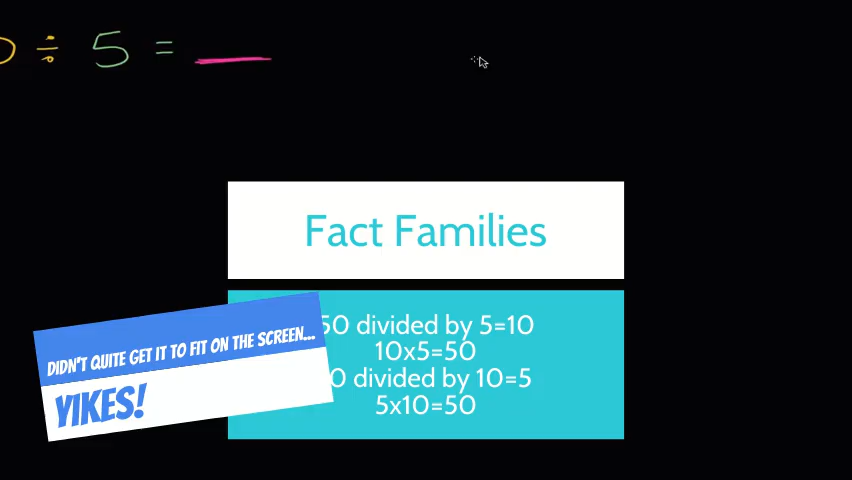 ÷ 5 =
Fact Families
50 divided by 5=10
10x5=50
0 divided by 10=5
5x10=50
DIDN'T QUITE GET IT TO FIT ON THE SCREEN...
YIKES!